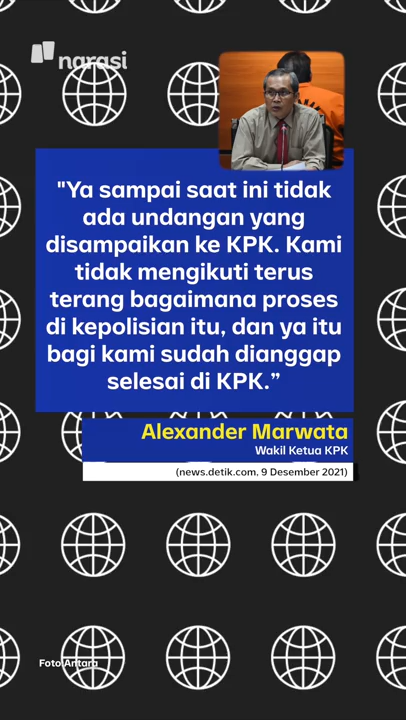 narasi
"Ya sampai saat ini tidak
ada undangan yang
disampaikan ke KPK. Kami
tidak mengikuti terus
terang bagaimana proses
di kepolisian itu, dan ya itu
bagi kami sudah dianggap
selesai di KPK.”
Alexander Marwata
Wakil Ketua KPK
(news.detik.com, 9 Desember 2021)
Foto Antara